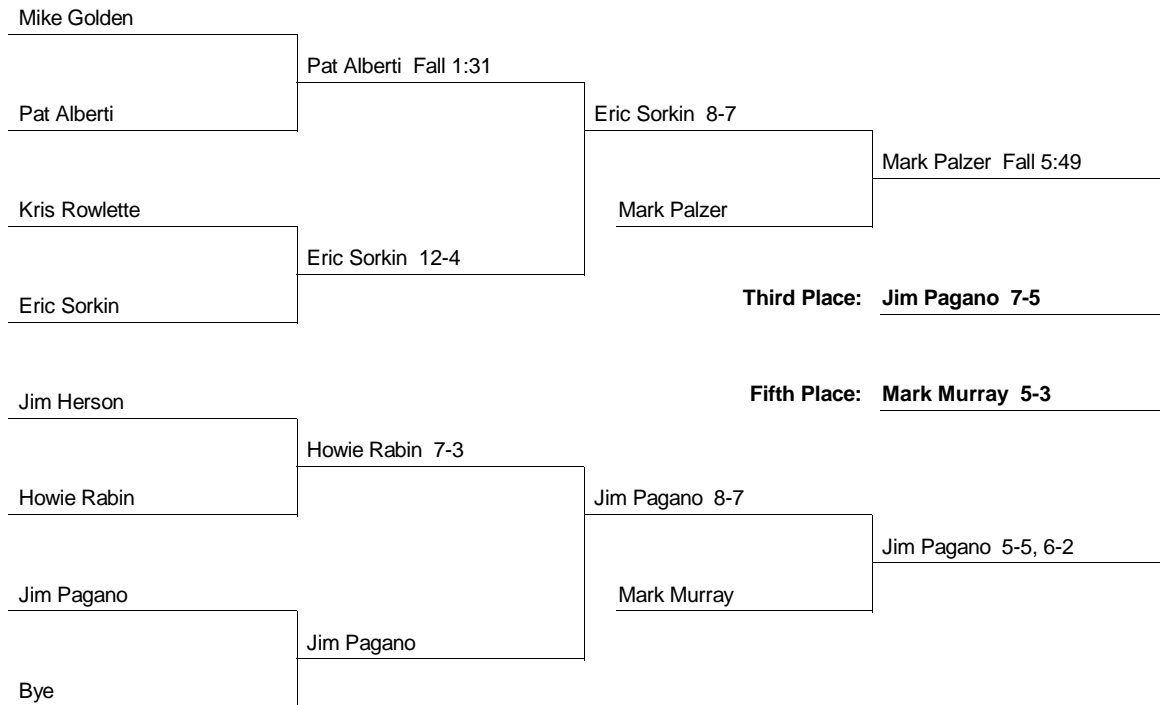 Mike Golden
Pat Alberti  Fall 1:31
Pat Alberti
Eric Sorkin  8-7
Mark Palzer  Fall 5:49
Kris Rowlette
Mark Palzer
Eric Sorkin  12-4
Eric Sorkin
Third Place:  Jim Pagano  7-5
Fifth Place:  Mark Murray  5-3
Jim Herson
Howie Rabin  7-3
Howie Rabin
Jim Pagano  8-7
Jim Pagano  5-5, 6-2
Jim Pagano
Mark Murray
Jim Pagano
Bye